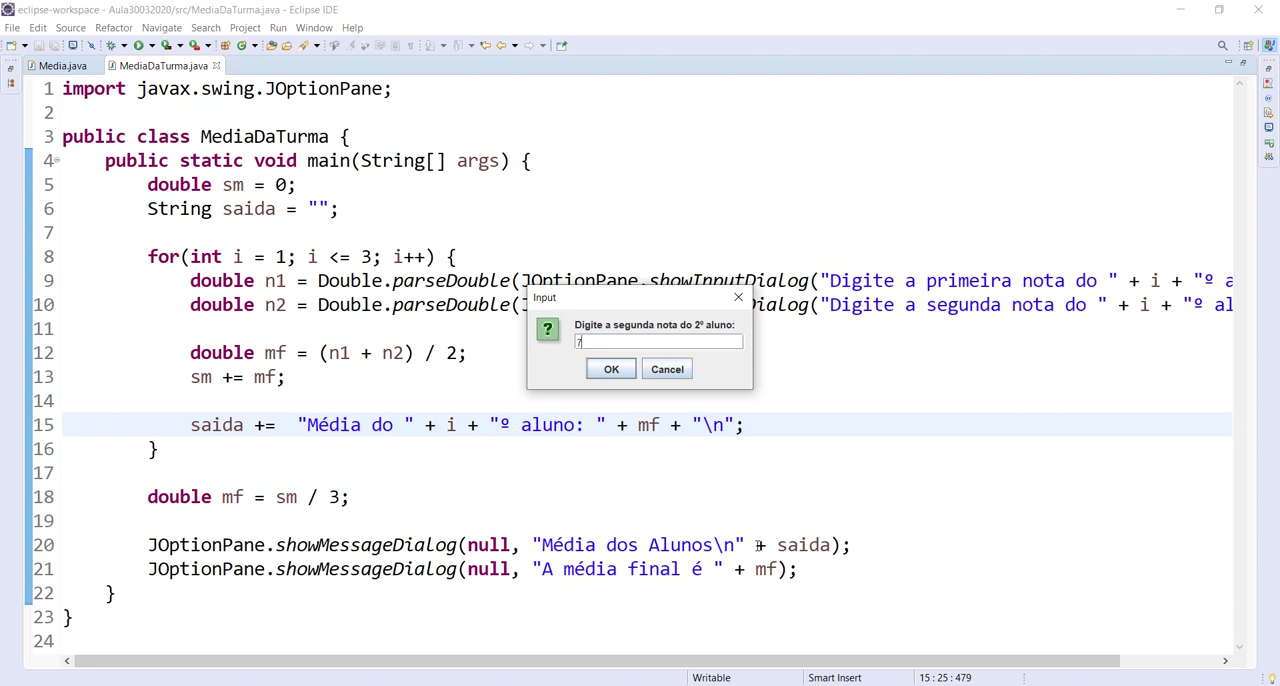 eclipse-workspace - Aula30032020/src/MediaDaTurma.java - Eclipse IDE
File Edit Source Refactor Navigate Search Project Run Window Help
Media.java MediaDaTurma.java
1 import javax.swing.JOptionPane;
2
3 public class MediaDaTurma {
4 public static void main(String[] args) {
5 double sm = 0;
6 String saida = "";
7
8 for(int i = 1; i <= 3; i++) {
9 double n1 = Double.parseDouble(JOptionPane.showInputDialog("Digite a primeira nota do " + i + "º a
10 double n2 = Double.parseDouble(J Dialog("Digite a segunda nota do " + i + "º al
11
12 double mf = (n1 + n2) / 2;
13 sm += mf;
14
15 saida += "Média do " + i + "º aluno: " + mf + "\n";
16 }
17
18 double mf = sm / 3;
19
20 JOptionPane.showMessageDialog(null, "Média dos Alunos\n" + saida);
21 JOptionPane.showMessageDialog(null, "A média final é " + mf);
22 }
23 }
24
Input
Digite a segunda nota do 2º aluno:
7
OK Cancel
Writable Smart Insert 15 : 25 : 479